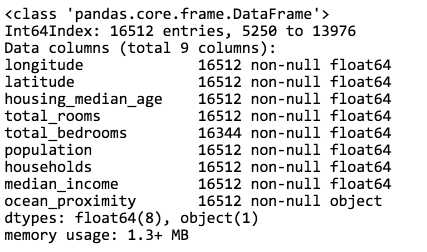 <class 'pandas.core.frame.DataFrame'>
Int64Index: 16512 entries, 5250 to 13976
Data columns (total 9 columns):
longitude             16512 non-null float64
latitude              16512 non-null float64
housing_median_age    16512 non-null float64
total_rooms           16512 non-null float64
total_bedrooms        16344 non-null float64
population            16512 non-null float64
households            16512 non-null float64
median_income         16512 non-null float64
ocean_proximity       16512 non-null object
dtypes: float64(8), object(1)
memory usage: 1.3+ MB